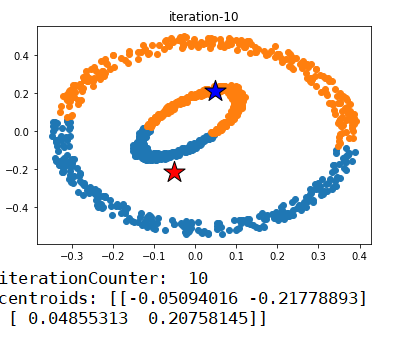 iteration-10
0.4
0.2
0.0
−0.2
−0.4
−0.3 −0.2 −0.1 0.0 0.1 0.2 0.3 0.4
iterationCounter: 10
centroids: [[-0.05094016 -0.21778893]
[ 0.04855313 0.20758145]]